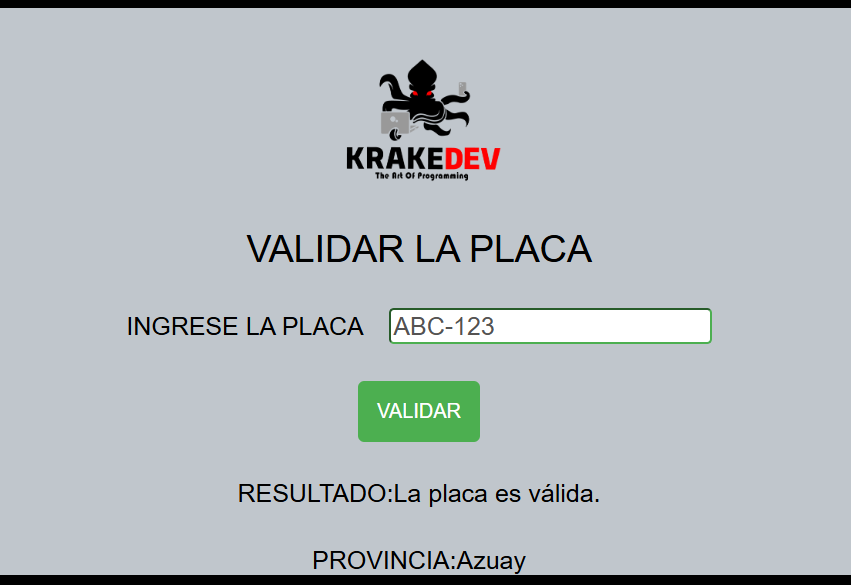 KRAKEDEV
The Art Of Programming
VALIDAR LA PLACA
INGRESE LA PLACA ABC-123
VALIDAR
RESULTADO:La placa es válida.
PROVINCIA:Azuay